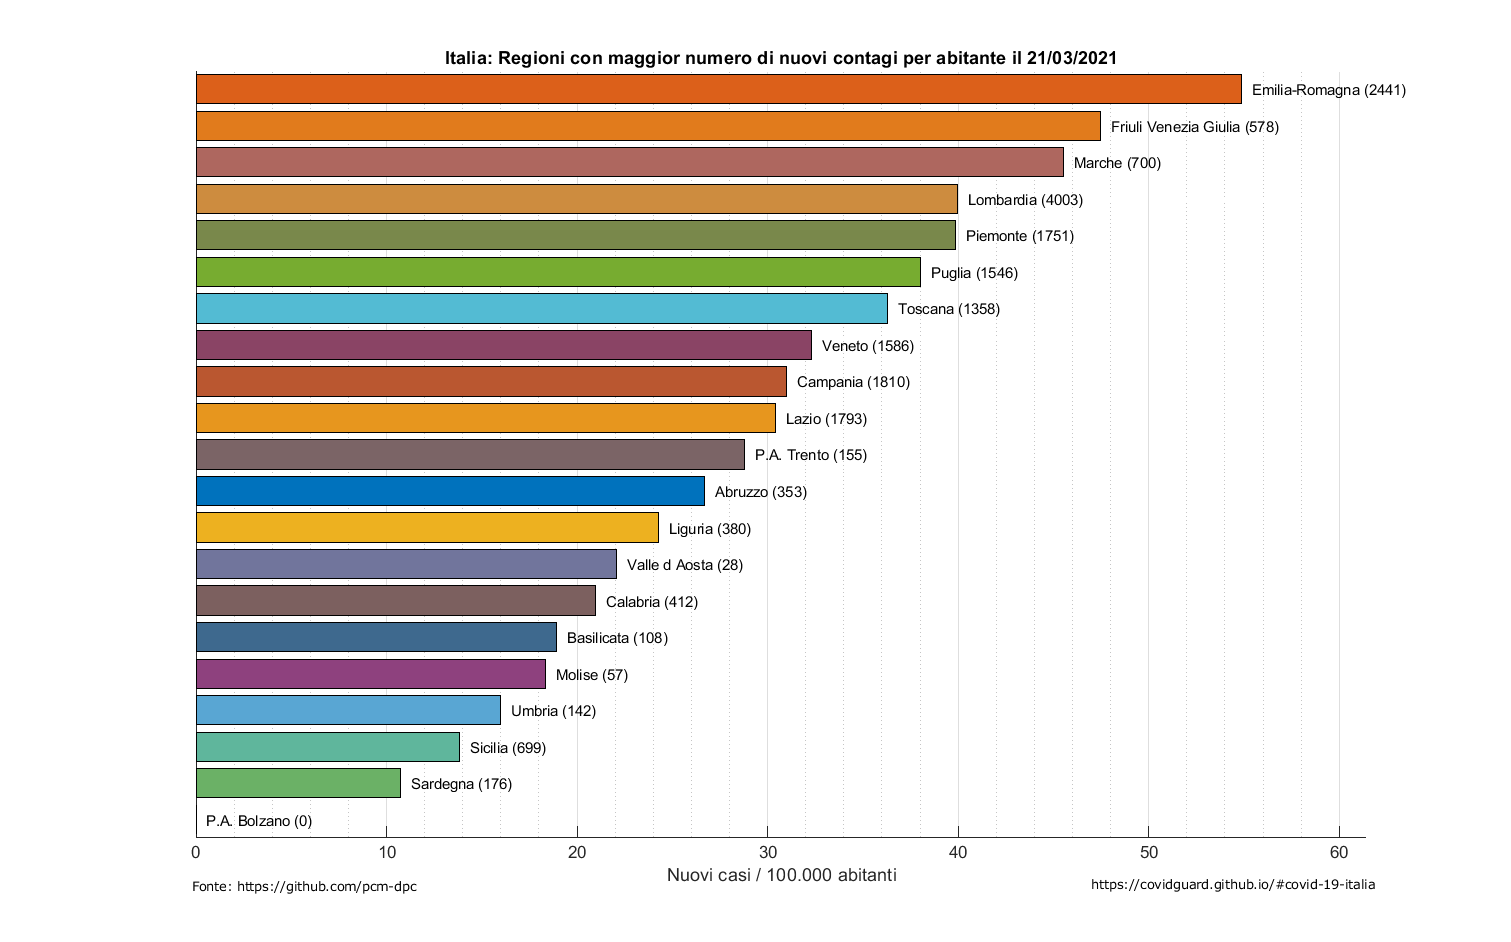 Italia: Regioni con maggior numero di nuovi contagi per abitante il 21/03/2021
Emilia-Romagna (2441)
Friuli Venezia Giulia (578)
Marche (700)
Lombardia (4003)
Piemonte (1751)
Puglia (1546)
Toscana (1358)
Veneto (1586)
Campania (1810)
Lazio (1793)
P.A. Trento (155)
Abruzzo (353)
Liguria (380)
Valle d Aosta (28)
Calabria (412)
Basilicata (108)
Molise (57)
Umbria (142)
Sicilia (699)
Sardegna (176)
P.A. Bolzano (0)
0 10 20 30 40 50 60
Nuovi casi / 100.000 abitanti
Fonte: https://github.com/pcm-dpc
https://covidguard.github.io/#covid-19-italia